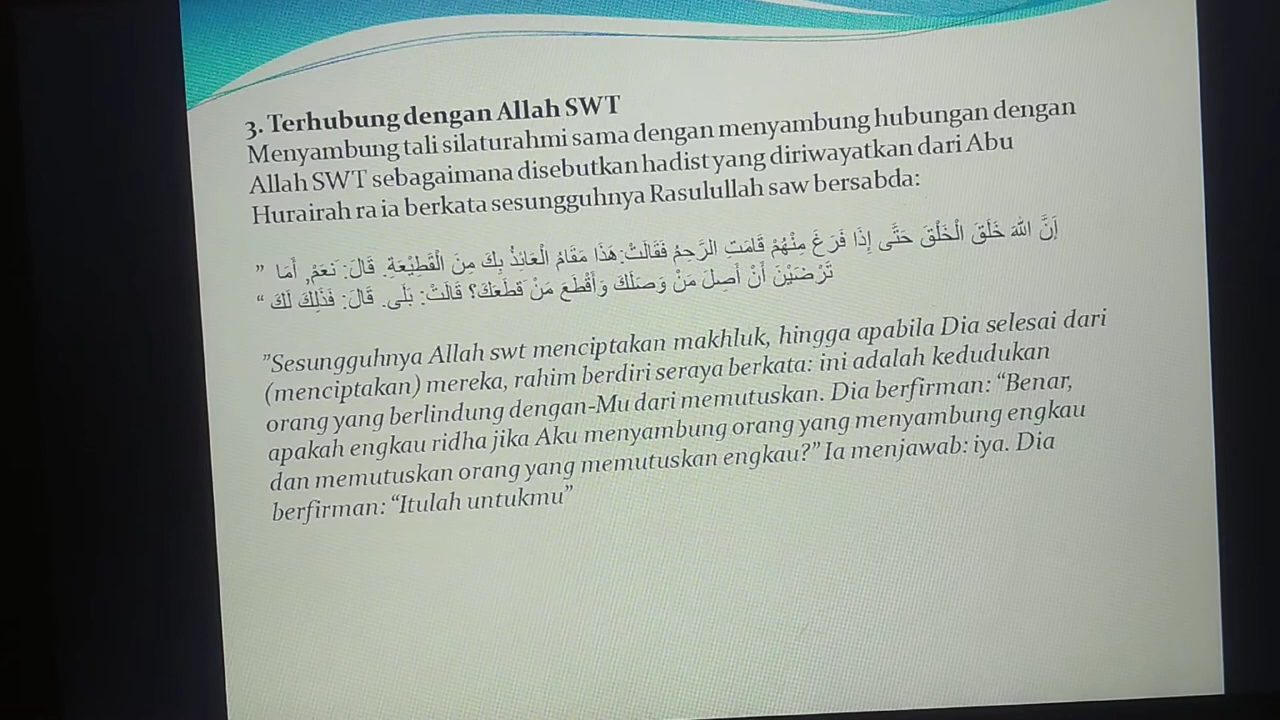 3. Terhubung dengan Allah SWT
Menyambung tali silaturahmi sama dengan menyambung hubungan dengan
Allah SWT sebagaimana disebutkan hadist yang diriwayatkan dari Abu
Hurairah ra ia berkata sesungguhnya Rasulullah saw bersabda:
إَنَّ اللهَ خَلَقَ الْخَلْقَ حَتَّى إِذَا فَرَغَ مِنْهُمْ قَامَتِ الرَّحِمُ فَقَالَتْ: هَذَا مَقَامُ الْعَائِذُ بِكَ مِنَ الْقَطِيْعَةِ. قَالَ: نَعَمْ, أَمَا ”
تَرْضَيْنَ أَنْ أَصِلَ مَنْ وَصَلَكَ وَأَقْطَعَ مَنْ قَطَعَكَ؟ قَالَتْ: بَلَى. قَالَ: فَذَلِكَ لَكَ “
”Sesungguhnya Allah swt menciptakan makhluk, hingga apabila Dia selesai dari
(menciptakan) mereka, rahim berdiri seraya berkata: ini adalah kedudukan
orang yang berlindung dengan-Mu dari memutuskan. Dia berfirman: “Benar,
apakah engkau ridha jika Aku menyambung orang yang menyambung engkau
dan memutuskan orang yang memutuskan engkau?” Ia menjawab: iya. Dia
berfirman: “Itulah untukmu”